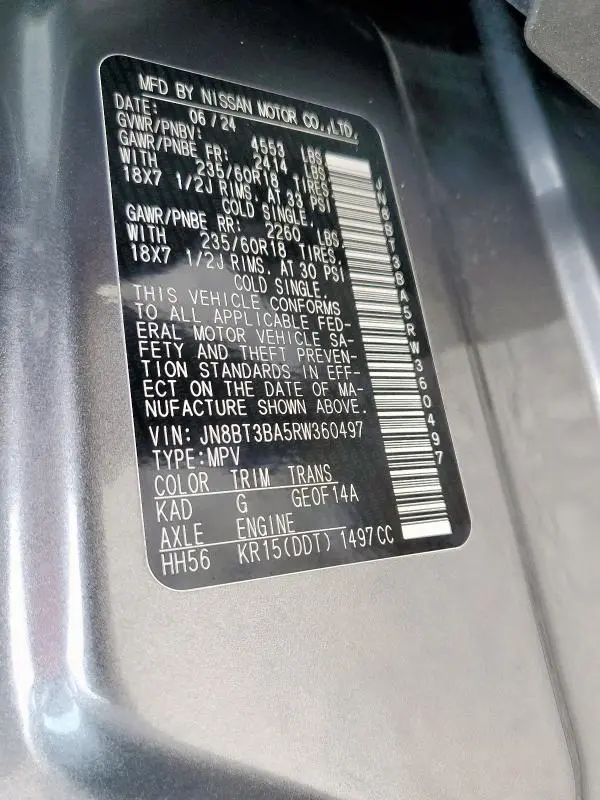 MFD BY NISSAN MOTOR CO.,LTD.
DATE: 06/24
GVWR/PNBV: 4553 LBS
GAWR/PNBE FR: 2414 LBS
WITH 235/60R18 TIRES,
18X7 1/2J RIMS, AT 33 PSI
COLD SINGLE,
GAWR/PNBE RR: 2260 LBS
WITH 235/60R18 TIRES,
18X7 1/2J RIMS, AT 30 PSI
COLD SINGLE,
THIS VEHICLE CONFORMS
TO ALL APPLICABLE FED-
ERAL MOTOR VEHICLE SA-
FETY AND THEFT PREVEN-
TION STANDARDS IN EFF-
ECT ON THE DATE OF MA-
NUFACTURE SHOWN ABOVE.
VIN: JN8BT3BA5RW360497
TYPE:MPV
COLOR TRIM TRANS
KAD G GE0F14A
AXLE ENGINE
HH56 KR15(DDT) 1497CC
JN8BT3BA5RW360497